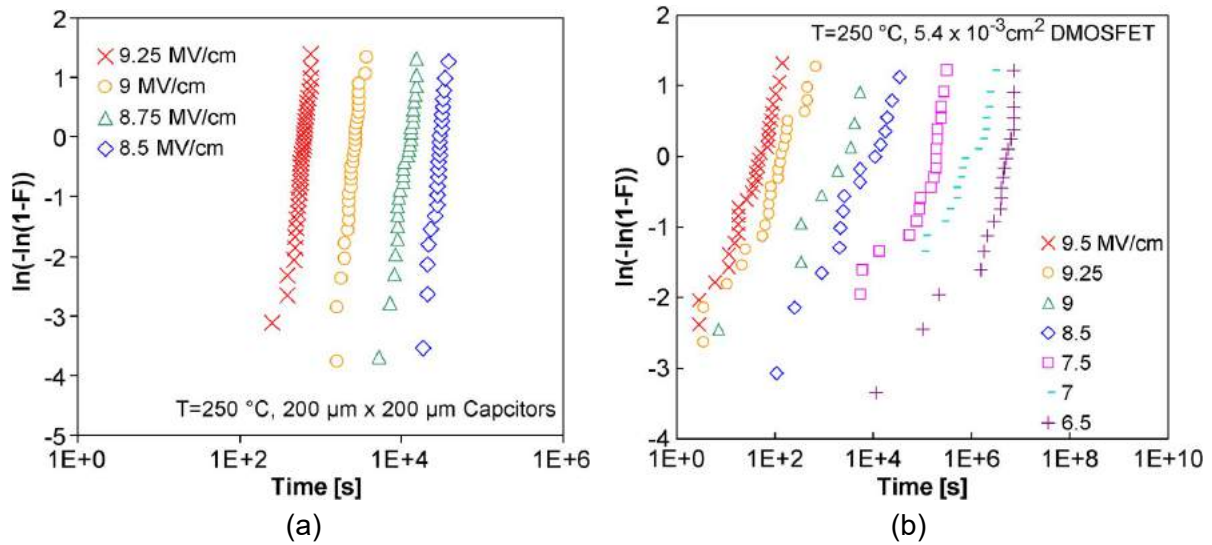 2
1
0
-1
-2
-3
-4
-5
ln(-ln(1-F))
9.25 MV/cm
9 MV/cm
8.75 MV/cm
8.5 MV/cm
T=250 °C, 200 µm x 200 µm Capcitors
1E+0 1E+2 1E+4 1E+6
Time [s]
(a)
2
1
0
-1
-2
-3
-4
ln(-ln(1-F))
T=250 °C, 5.4 x 10⁻³cm² DMOSFET
9.5 MV/cm
9.25
9
8.5
7.5
7
6.5
1E+0 1E+2 1E+4 1E+6 1E+8 1E+10
Time [s]
(b)